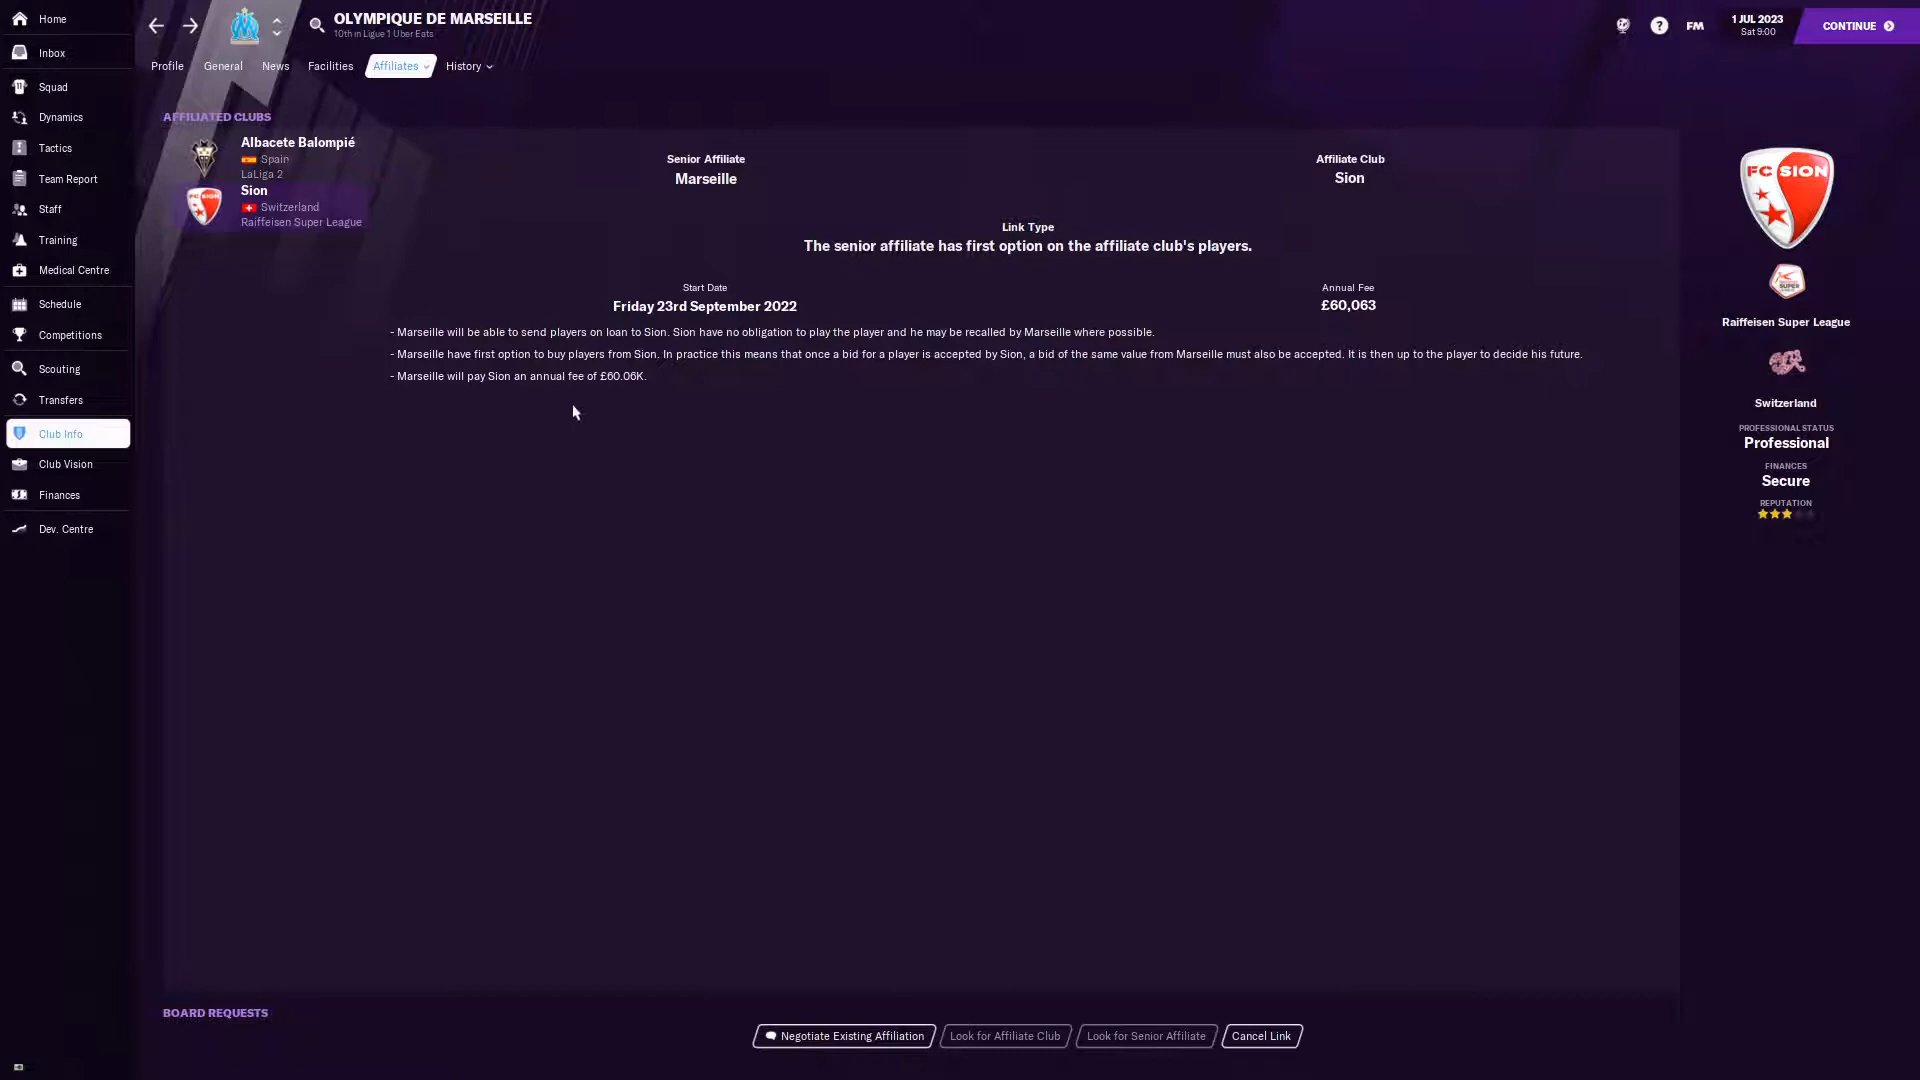 Home
Inbox
Squad
Dynamics
Tactics
Team Report
Staff
Training
Medical Centre
Schedule
Competitions
Scouting
Transfers
Club Info
Club Vision
Finances
Dev. Centre
OLYMPIQUE DE MARSEILLE
10th in Ligue 1 Uber Eats
FM
1 JUL 2023
Sat 9:00
CONTINUE
Profile General News Facilities Affiliates History
AFFILIATED CLUBS
Albacete Balompié
Spain
LaLiga 2
Sion
Switzerland
Raiffeisen Super League
Senior Affiliate
Marseille
Affiliate Club
Sion
Link Type
The senior affiliate has first option on the affiliate club's players.
Start Date
Friday 23rd September 2022
Annual Fee
£60,063
- Marseille will be able to send players on loan to Sion. Sion have no obligation to play the player and he may be recalled by Marseille where possible.
- Marseille have first option to buy players from Sion. In practice this means that once a bid for a player is accepted by Sion, a bid of the same value from Marseille must also be accepted. It is then up to the player to decide his future.
- Marseille will pay Sion an annual fee of £60.06K.
FC SION
Raiffeisen Super League
Switzerland
PROFESSIONAL STATUS
Professional
FINANCES
Secure
REPUTATION
BOARD REQUESTS
Negotiate Existing Affiliation
Look for Affiliate Club
Look for Senior Affiliate
Cancel Link